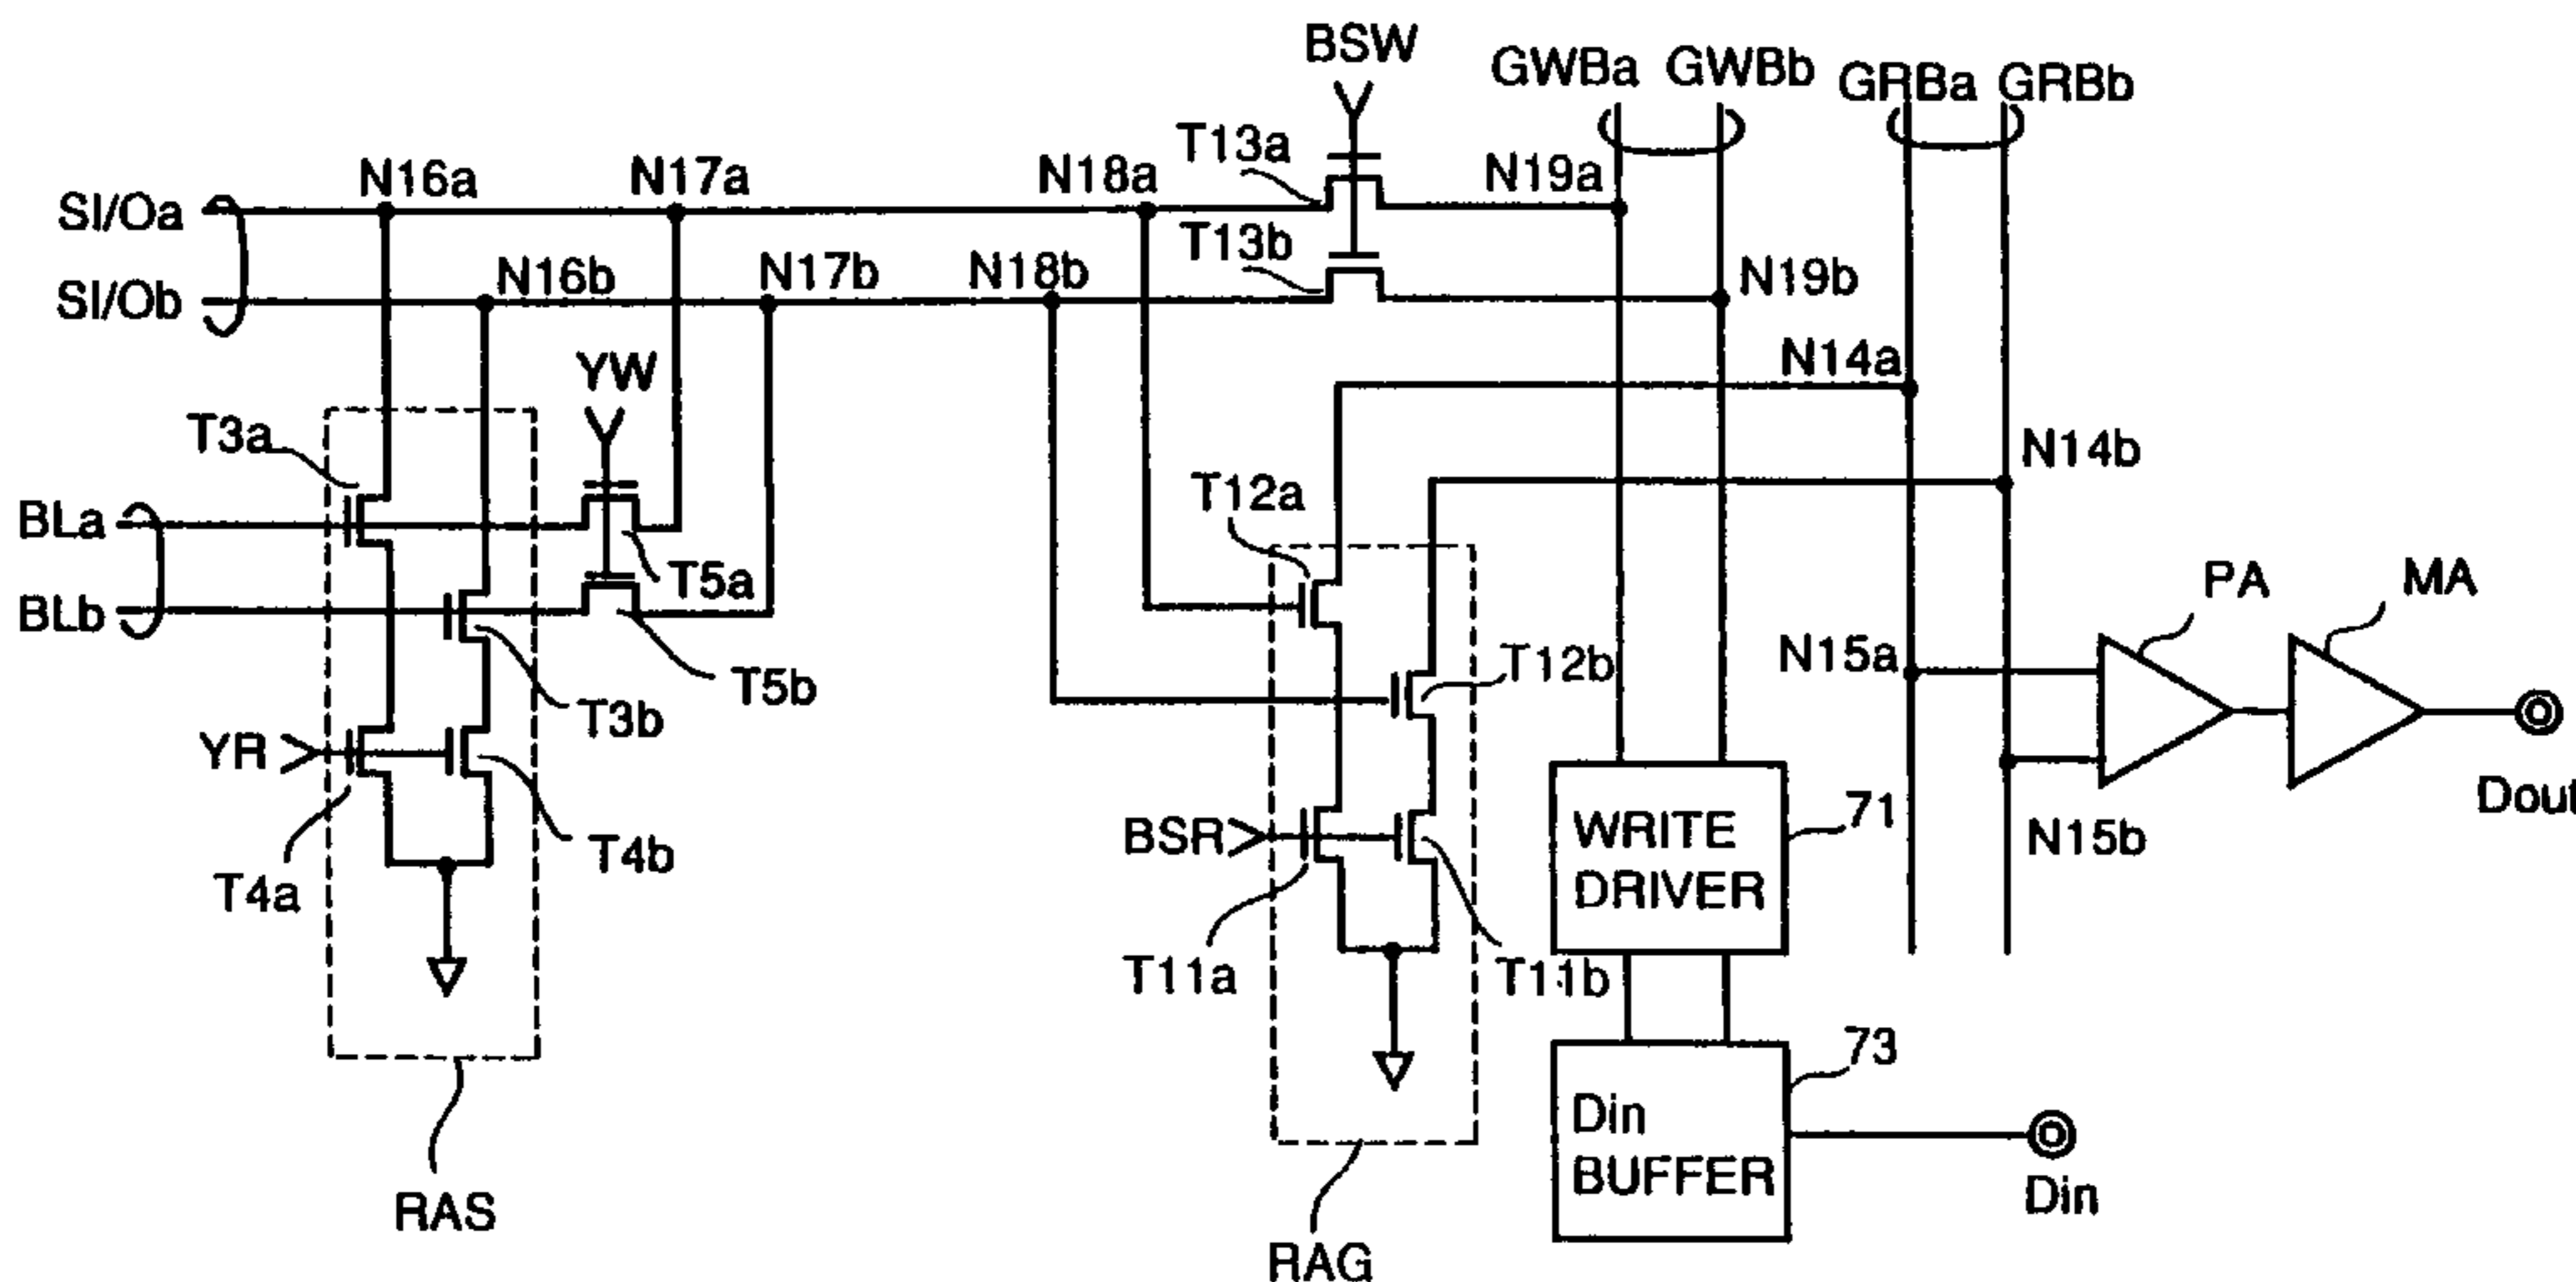 BSW
GWBa GWBb GRBa GRBb
T13a
N16a N17a N18a N19a
SI/Oa
T13b
N16b N17b N18b N19b
SI/Ob
YW
N14a
T3a
N14b
T12a
BLa
T5a
PA MA
BLb
T12b
N15a
T5b
T3b
YR
Dout
WRITE
DRIVER
71
BSR
N15b
T4b
T4a
T11a T11b
73
Din
BUFFER
Din
RAS
RAG